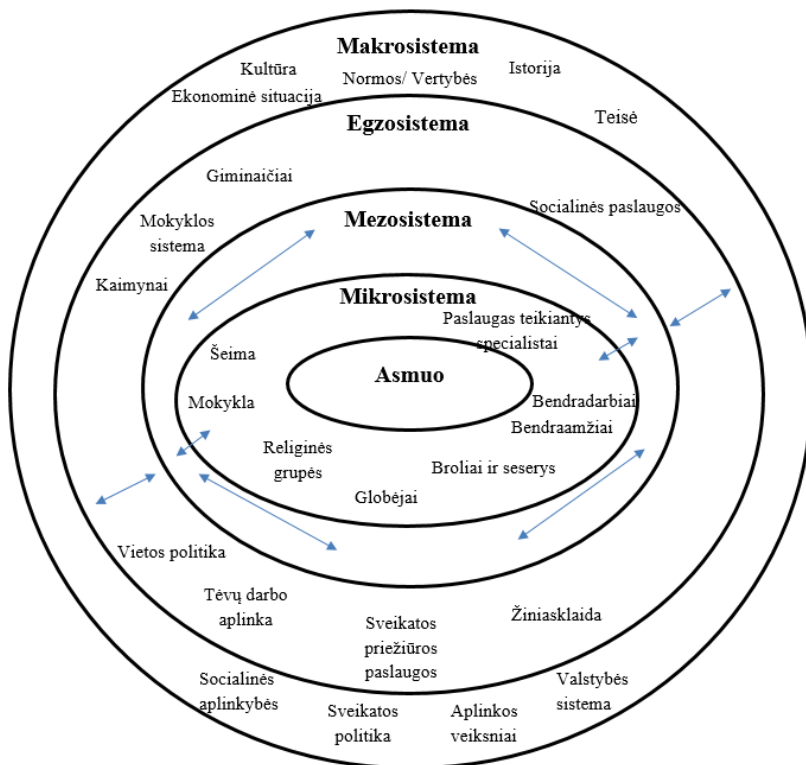 Makrosistema
Kultūra
Normos/ Vertybės
Istorija
Ekonominė situacija
Teisė
Egzosistema
Giminaičiai
Socialinės paslaugos
Mokyklos
sistema
Kaimynai
Mezosistema
Mikrosistema
Paslaugas teikiantys
specialistai
Šeima
Asmuo
Mokykla
Bendradarbiai
Bendraamžiai
Religinės
grupės
Broliai ir seserys
Globėjai
Vietos politika
Tėvų darbo
aplinka
Sveikatos
priežiūros
paslaugos
Žiniasklaida
Socialinės
aplinkybės
Sveikatos
politika
Aplinkos
veiksniai
Valstybės
sistema